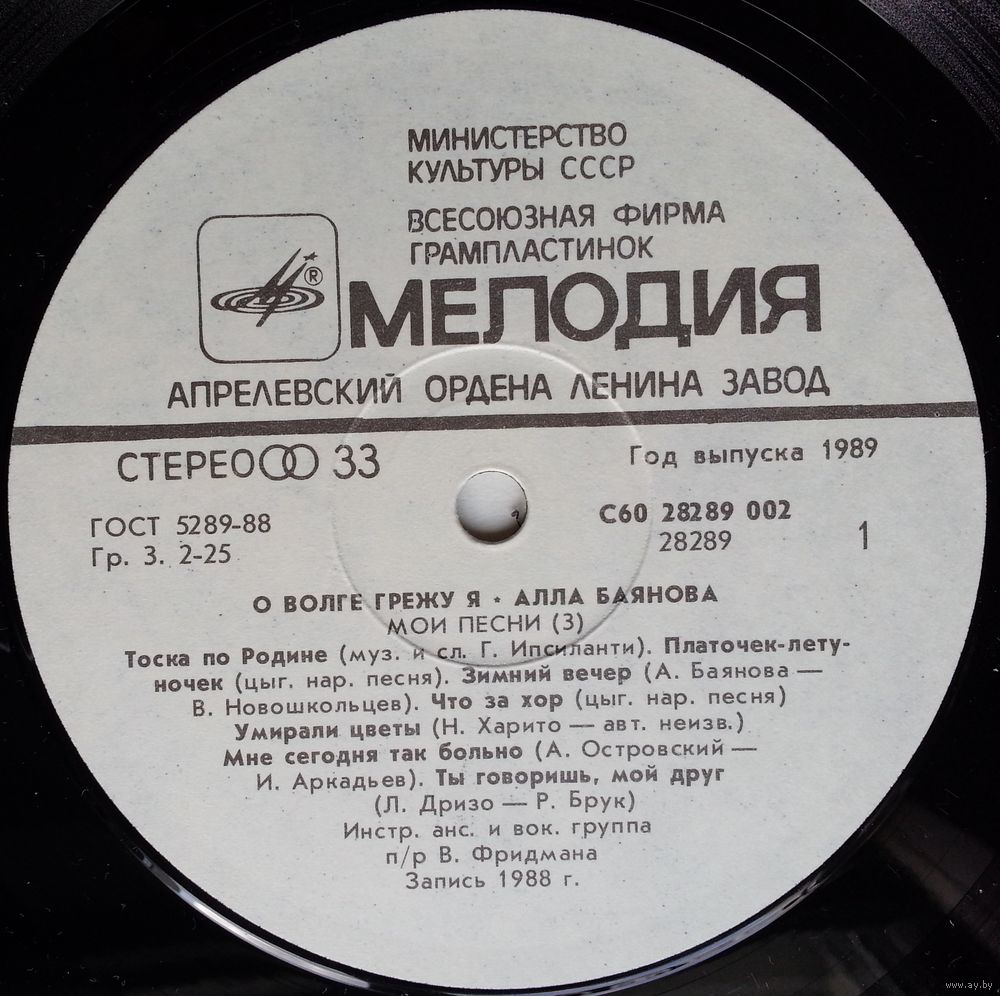 МИНИСТЕРСТВО
КУЛЬТУРЫ СССР
ВСЕСОЮЗНАЯ ФИРМА
ГРАМПЛАСТИНОК
®
МЕЛОДИЯ
АПРЕЛЕВСКИЙ ОРДЕНА ЛЕНИНА ЗАВОД
СТЕРЕО 33
Год выпуска 1989
ГОСТ 5289-88
Гр. 3. 2-25
С60 28289 002
28289
1
О ВОЛГЕ ГРЕЖУ Я · АЛЛА БАЯНОВА
МОИ ПЕСНИ (3)
Тоска по Родине (муз. и сл. Г. Ипсиланти). Платочек-лету-
ночек (цыг. нар. песня). Зимний вечер (А. Баянова —
В. Новошкольцев). Что за хор (цыг. нар. песня)
Умирали цветы (Н. Харито — авт. неизв.)
Мне сегодня так больно (А. Островский —
И. Аркадьев). Ты говоришь, мой друг
(Л. Дризо — Р. Брук)
Инстр. анс. и вок. группа
п/р В. Фридмана
Запись 1988 г.
www.ay.by